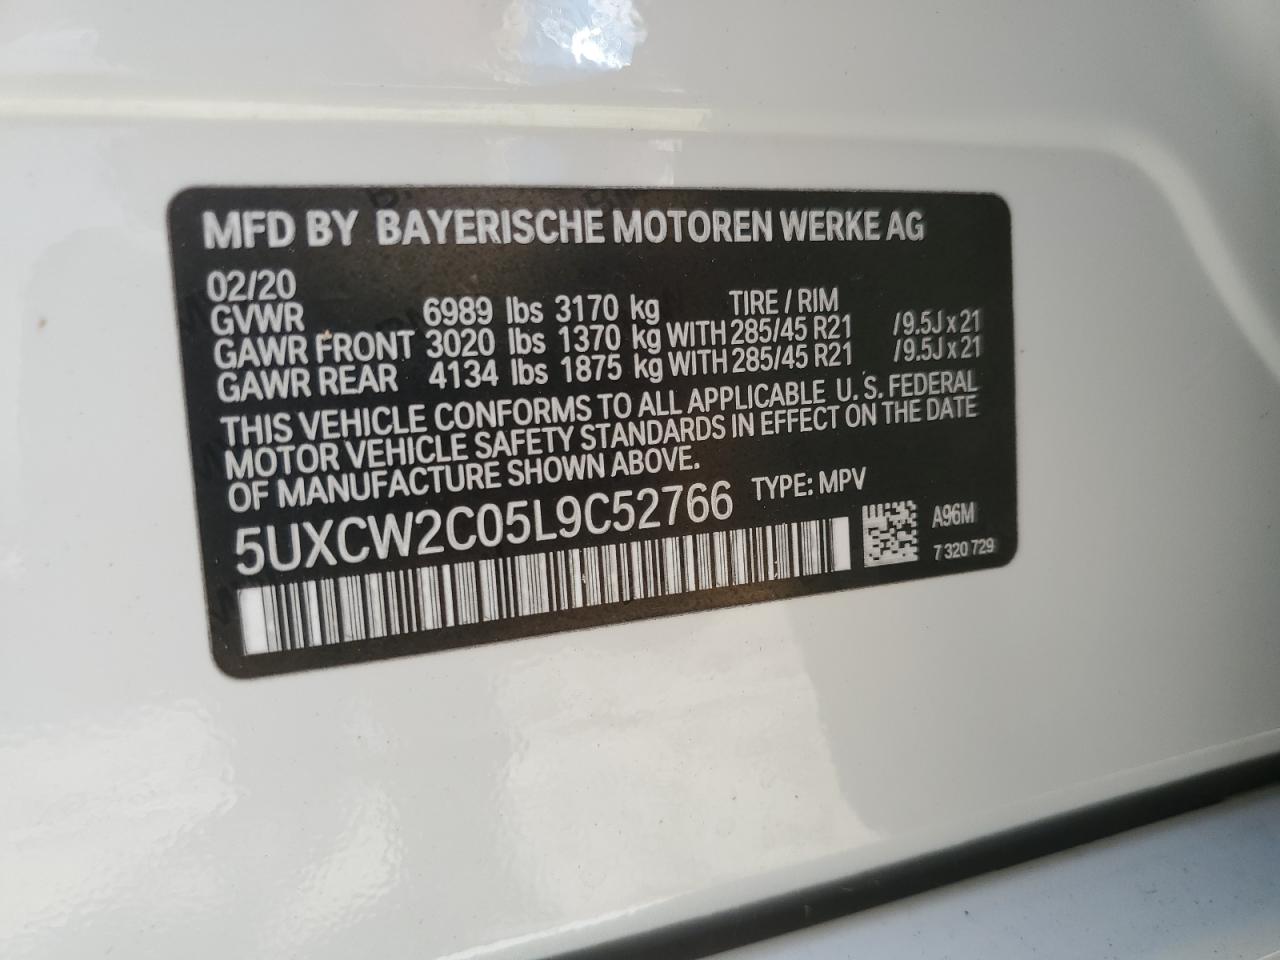 MFD BY BAYERISCHE MOTOREN WERKE AG
02/20
GVWR 6989 lbs 3170 kg TIRE / RIM
GAWR FRONT 3020 lbs 1370 kg WITH 285/45 R21 /9.5J x 21
GAWR REAR 4134 lbs 1875 kg WITH 285/45 R21 /9.5J x 21
THIS VEHICLE CONFORMS TO ALL APPLICABLE U. S. FEDERAL
MOTOR VEHICLE SAFETY STANDARDS IN EFFECT ON THE DATE
OF MANUFACTURE SHOWN ABOVE.
5UXCW2C05L9C52766 TYPE: MPV
A96M
7 320 729